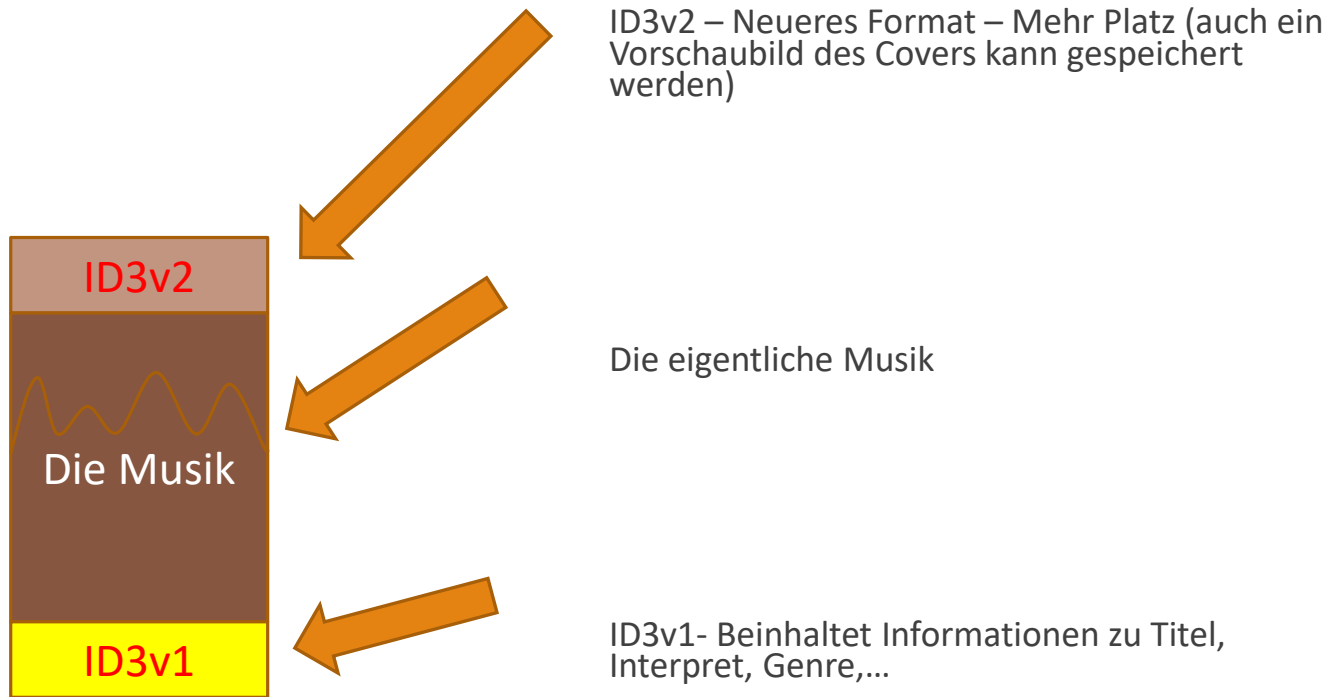 ID3v2 – Neueres Format – Mehr Platz (auch ein
Vorschaubild des Covers kann gespeichert
werden)
ID3v2
Die eigentliche Musik
Die Musik
ID3v1- Beinhaltet Informationen zu Titel,
Interpret, Genre,...
ID3v1